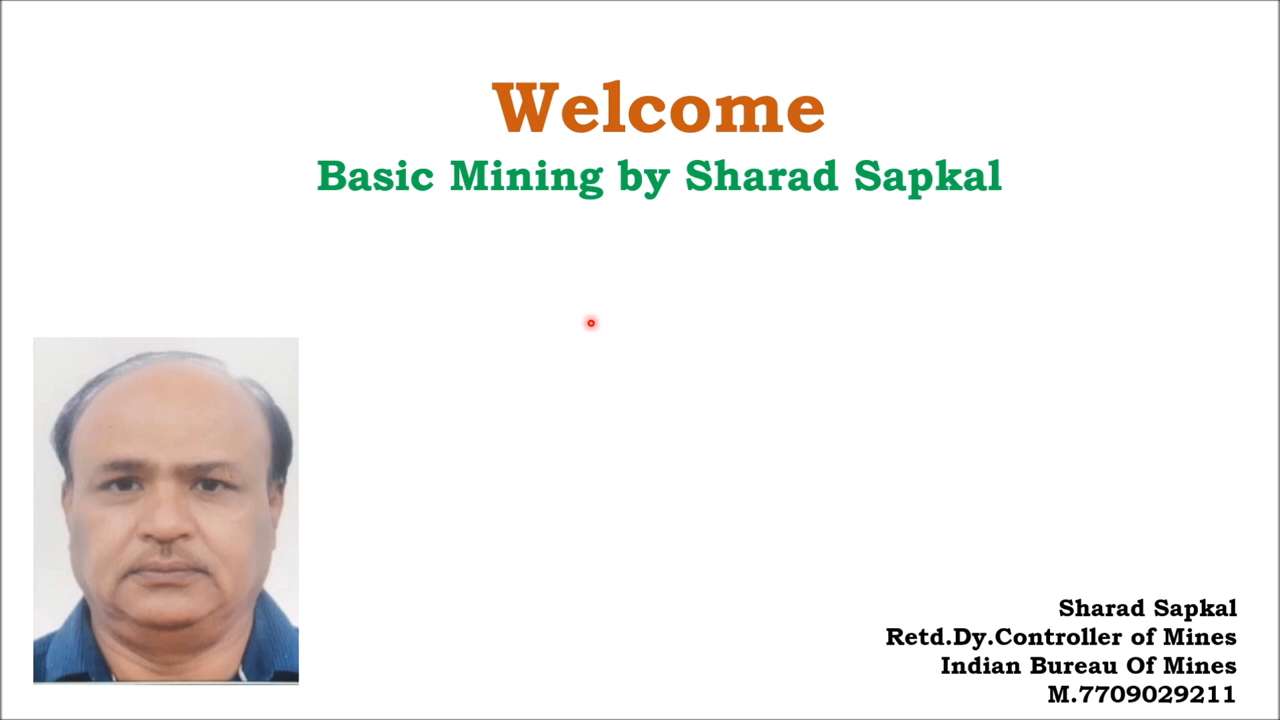 Welcome
Basic Mining by Sharad Sapkal
Sharad Sapkal
Retd.Dy.Controller of Mines
Indian Bureau Of Mines
M.7709029211